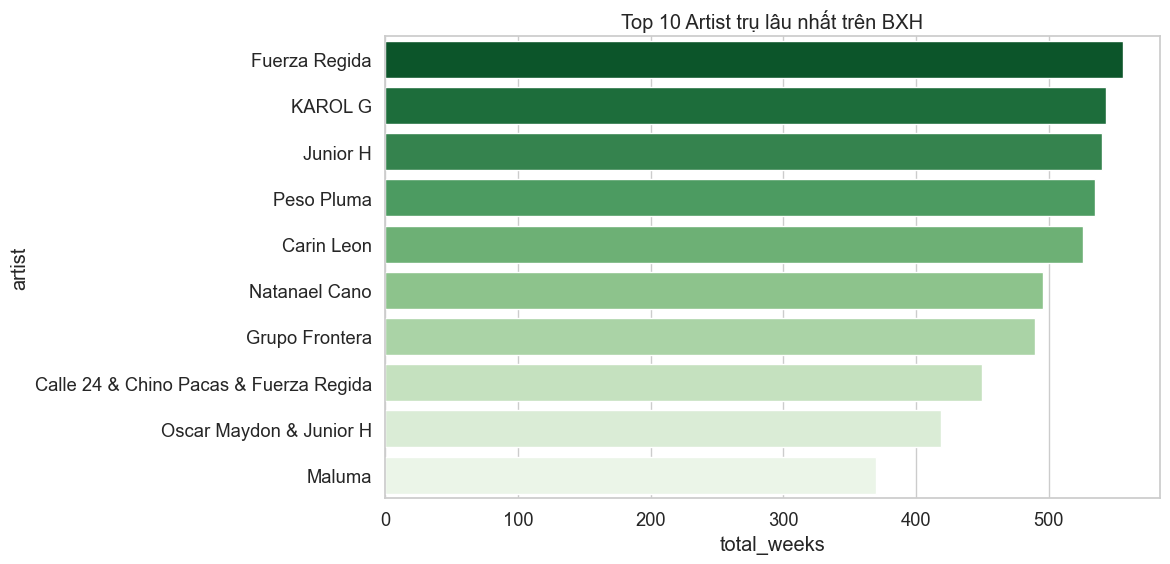 Top 10 Artist trụ lâu nhất trên BXH
Fuerza Regida
KAROL G
Junior H
Peso Pluma
Carin Leon
Natanael Cano
Grupo Frontera
Calle 24 & Chino Pacas & Fuerza Regida
Oscar Maydon & Junior H
Maluma
artist
0 100 200 300 400 500
total_weeks